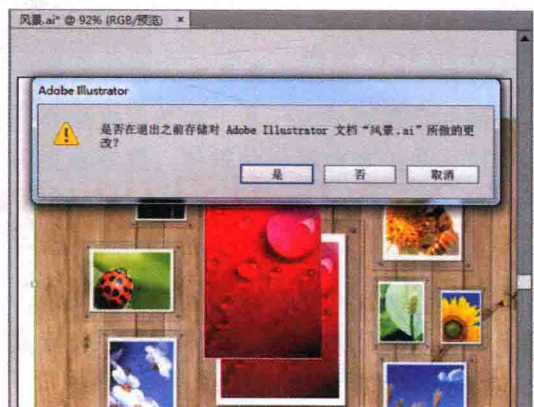 风景.ai* @ 92% (RGB/预览) ×
Adobe Illustrator
是否在退出之前存储对 Adobe Illustrator 文档“风景.ai”所做的更
改?
是 否 取消